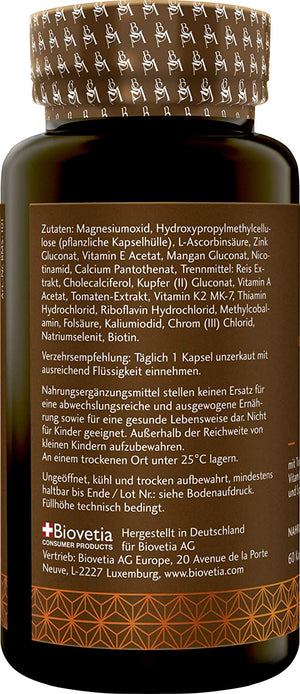 Zutaten: Magnesiumoxid, Hydroxypropylmethylcellu-
lose (pflanzliche Kapselhülle), L-Ascorbinsäure, Zink
Gluconat, Vitamin E Acetat, Mangan Gluconat, Nico-
tinamid, Calcium Pantothenat, Trennmittel: Reis Ex-
trakt, Cholecalciferol, Kupfer (II) Gluconat, Vitamin A
Acetat, Tomaten-Extrakt, Vitamin K2 MK-7, Thiamin
Hydrochlorid, Riboflavin Hydrochlorid, Methylcobal-
amin, Folsäure, Kaliumiodid, Chrom (III) Chlorid,
Natriumselenit, Biotin.
Verzehrsempfehlung: Täglich 1 Kapsel unzerkaut mit
ausreichend Flüssigkeit einnehmen.
Nahrungsergänzungsmittel stellen keinen Ersatz für
eine abwechslungsreiche und ausgewogene Ernäh-
rung sowie für eine gesunde Lebensweise dar. Nicht
für Kinder geeignet. Außerhalb der Reichweite von
kleinen Kindern aufzubewahren.
An einem trockenen Ort unter 25°C lagern.
Ungeöffnet, kühl und trocken aufbewahrt, mindestens
haltbar bis Ende / Lot Nr.: siehe Bodenaufdruck.
Füllhöhe technisch bedingt.
Biovetia
CONSUMER PRODUCTS
Hergestellt in Deutschland
für Biovetia AG
Vertrieb: Biovetia AG Europe, 20 Avenue de la Porte
Neuve, L-2227 Luxemburg, www.biovetia.com